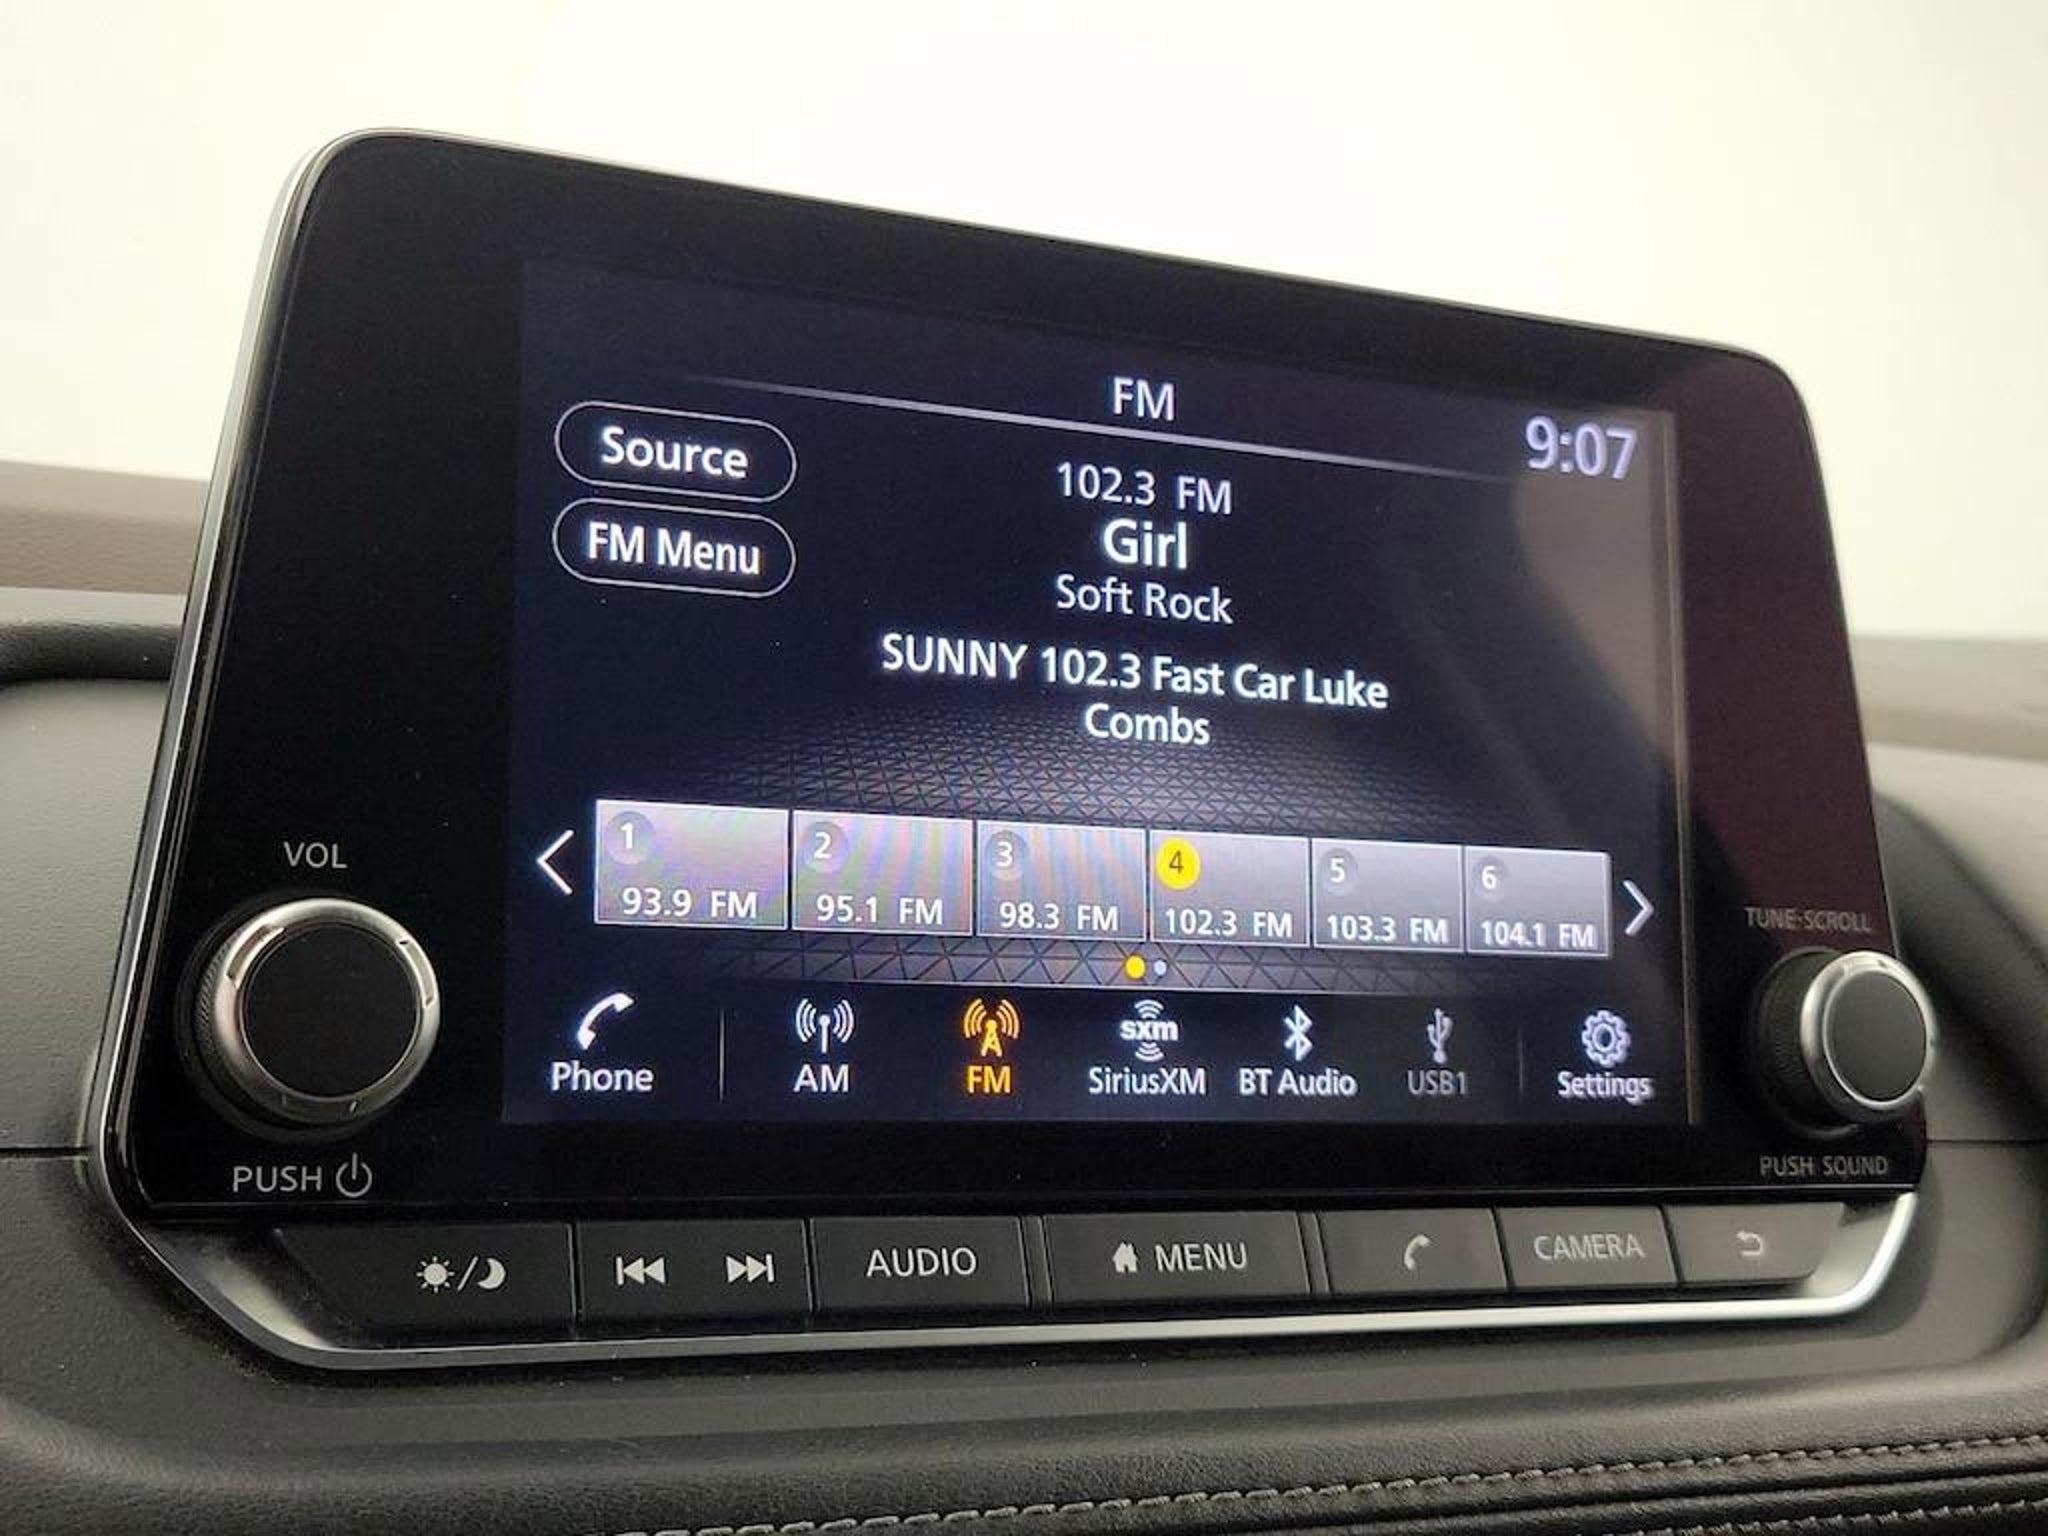 FM
9:07
Source
FM Menu
102.3 FM
Girl
Soft Rock
SUNNY 102.3 Fast Car Luke
Combs
1
93.9 FM
2
95.1 FM
3
98.3 FM
4
102.3 FM
5
103.3 FM
6
104.1 FM
Phone
AM
FM
sxm
SiriusXM
BT Audio
USB1
Settings
VOL
PUSH
TUNE·SCROLL
PUSH SOUND
AUDIO
MENU
CAMERA